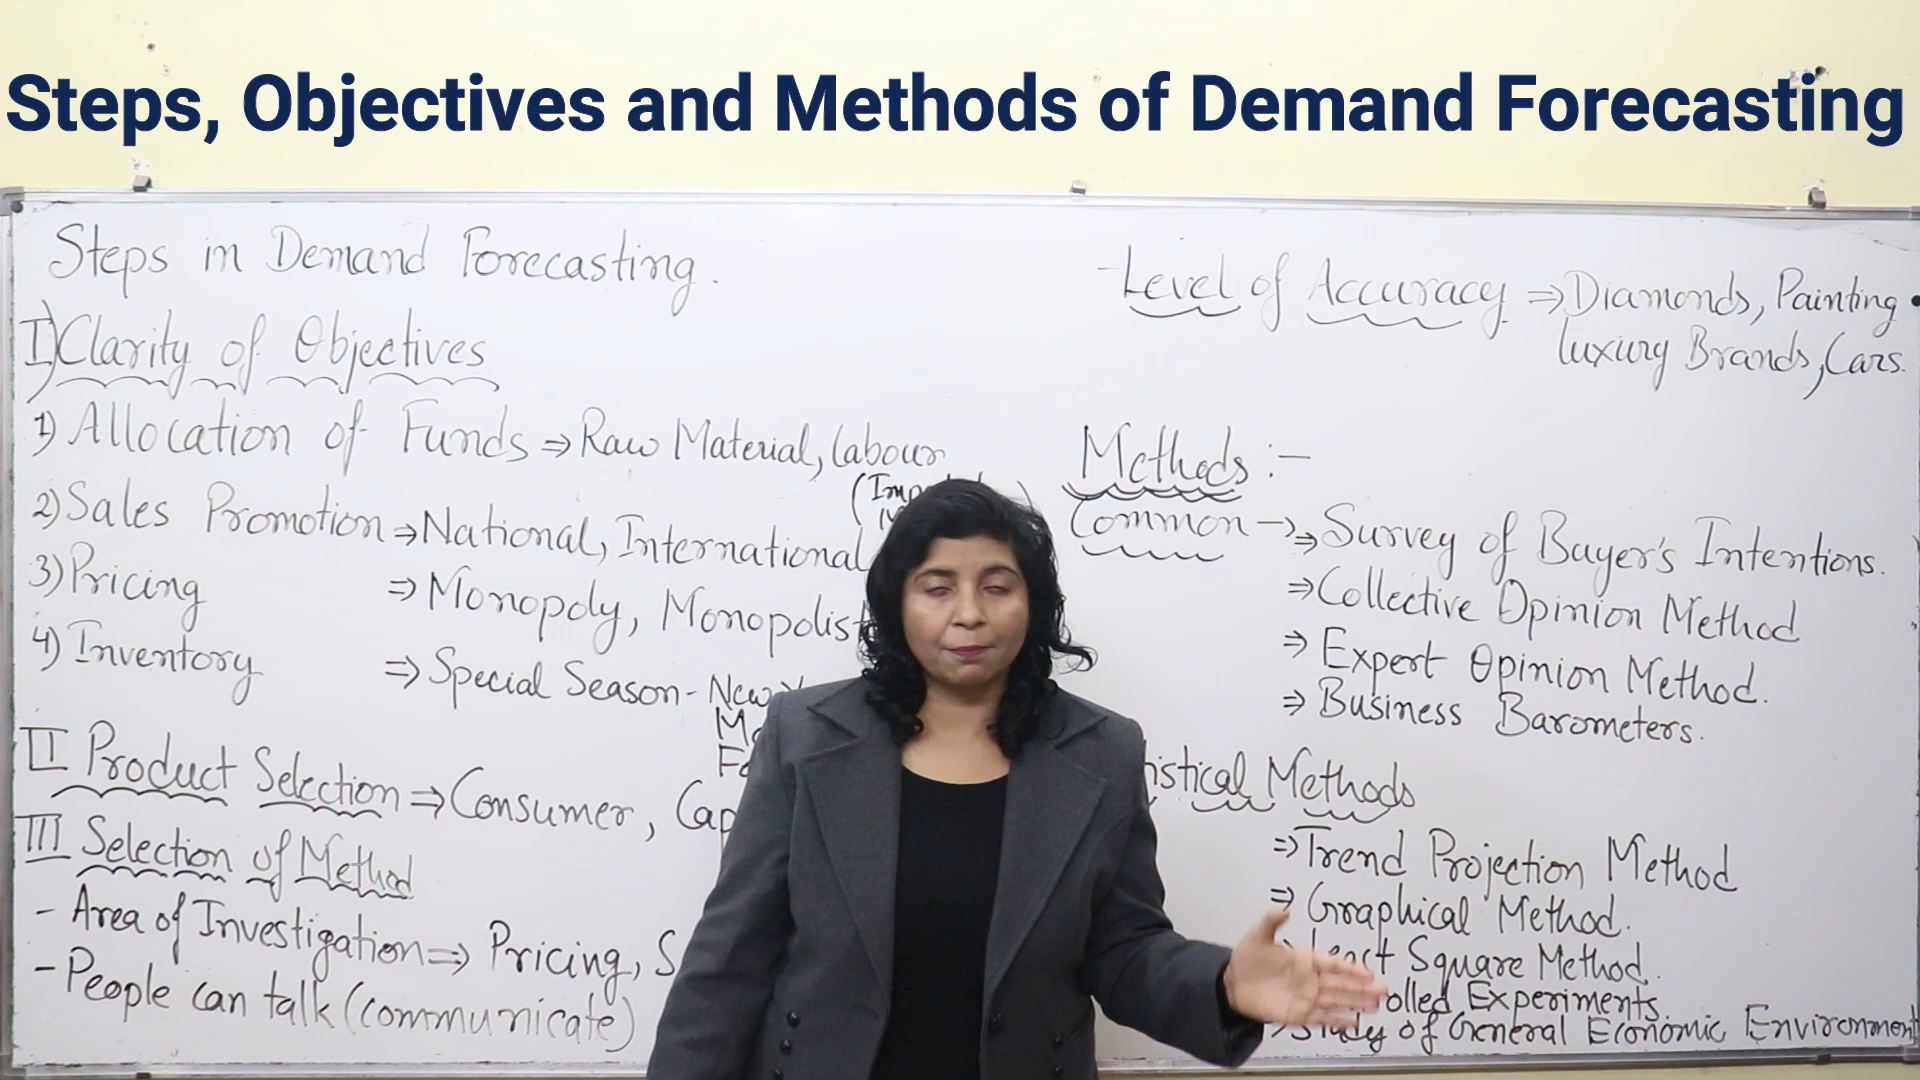 Steps, Objectives and Methods of Demand Forecasting
Steps in Demand Forecasting.
I) Clarity of Objectives
1) Allocation of Funds ⇒ Raw Material, labour
2) Sales Promotion ⇒ National, International
3) Pricing ⇒ Monopoly, Monopolist
4) Inventory ⇒ Special Season - New
II Product Selection ⇒ Consumer,
III Selection of Method
- Area of Investigation ⇒ Pricing,
- People can talk (communicate)
- Level of Accuracy ⇒ Diamonds, Painting
luxury Brands, Cars.
Methods :-
Common → ⇒ Survey of Buyer's Intentions.
⇒ Collective Opinion Method
⇒ Expert Opinion Method.
⇒ Business Barometers.
Methods
⇒ Trend Projection Method
⇒ Graphical Method.
Square Method.
Experiments.
Study of General Economic Environment